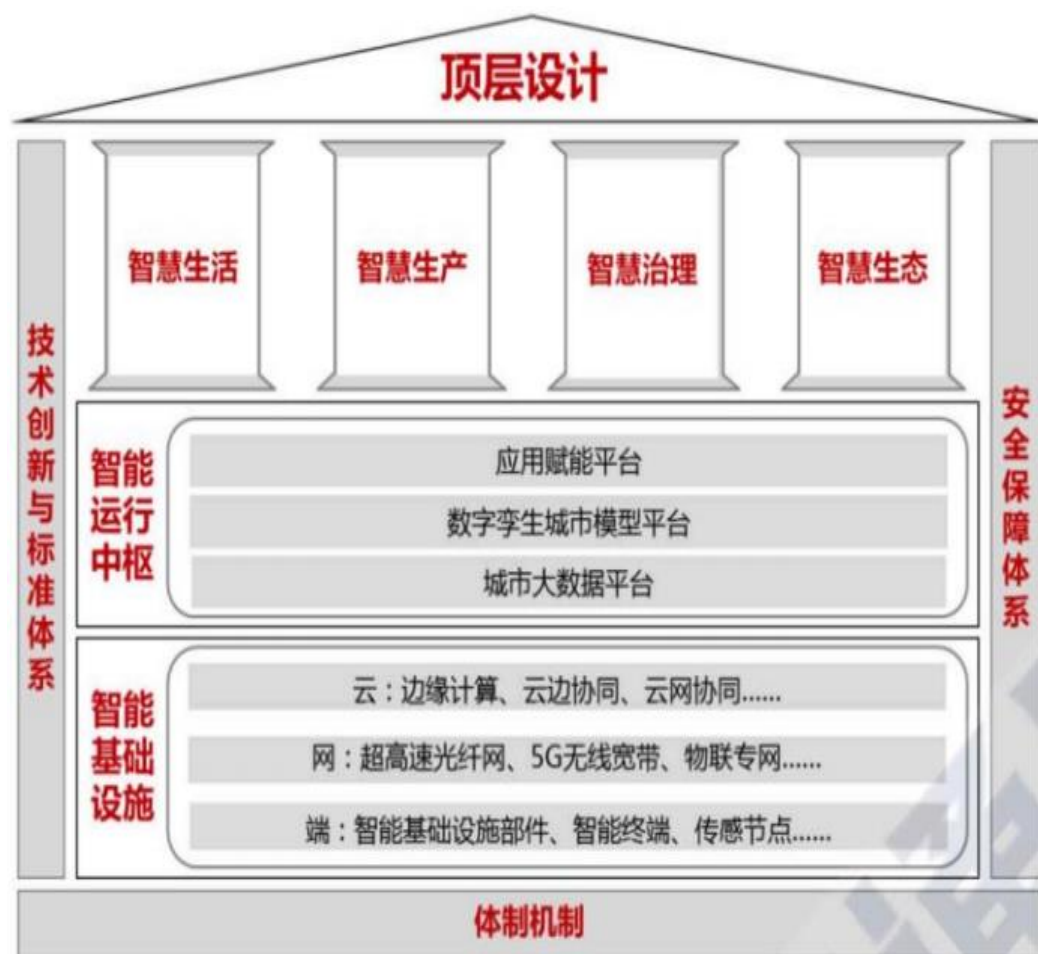 顶层设计
智慧生活
智慧生产
智慧治理
智慧生态
技术创新与标准体系
安全保障体系
智能
运行
中枢
应用赋能平台
数字孪生城市模型平台
城市大数据平台
智能
基础
设施
云：边缘计算、云边协同、云网协同......
网：超高速光纤网、5G无线宽带、物联专网......
端：智能基础设施部件、智能终端、传感节点......
体制机制